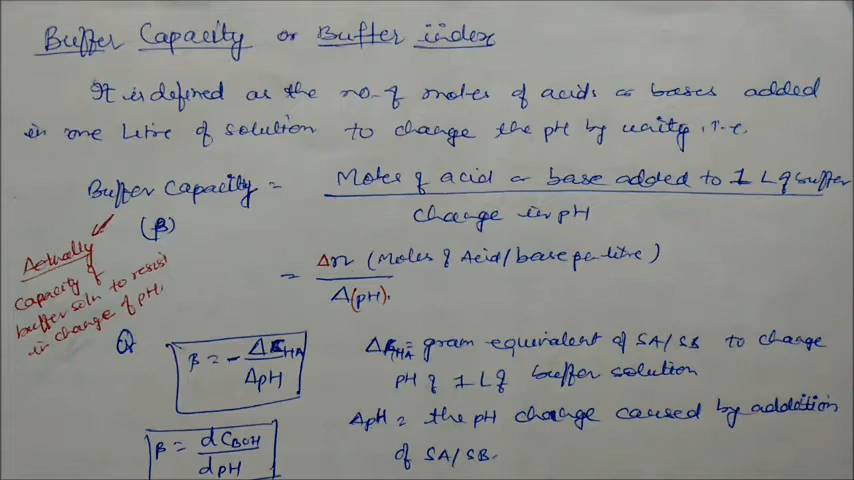 Buffer Capacity or Buffer index
It is defined as the no. of moles of acids or bases added
in one Litre of solution to change the pH by unity, i.e.
Buffer Capacity = Moles of acid or base added to 1 L of buffer
change in pH
(β)
Actually
capacity of
buffer soln to resist
in change of pH.
= Δn (Moles of Acid/base per litre)
Δ(pH).
Or
β = - ΔCHA
ΔpH
ΔCHA = gram equivalent of SA/SB to change
pH of 1 L of buffer solution
β = dCBOH
dpH
ΔpH = the pH change caused by addition
of SA/SB.